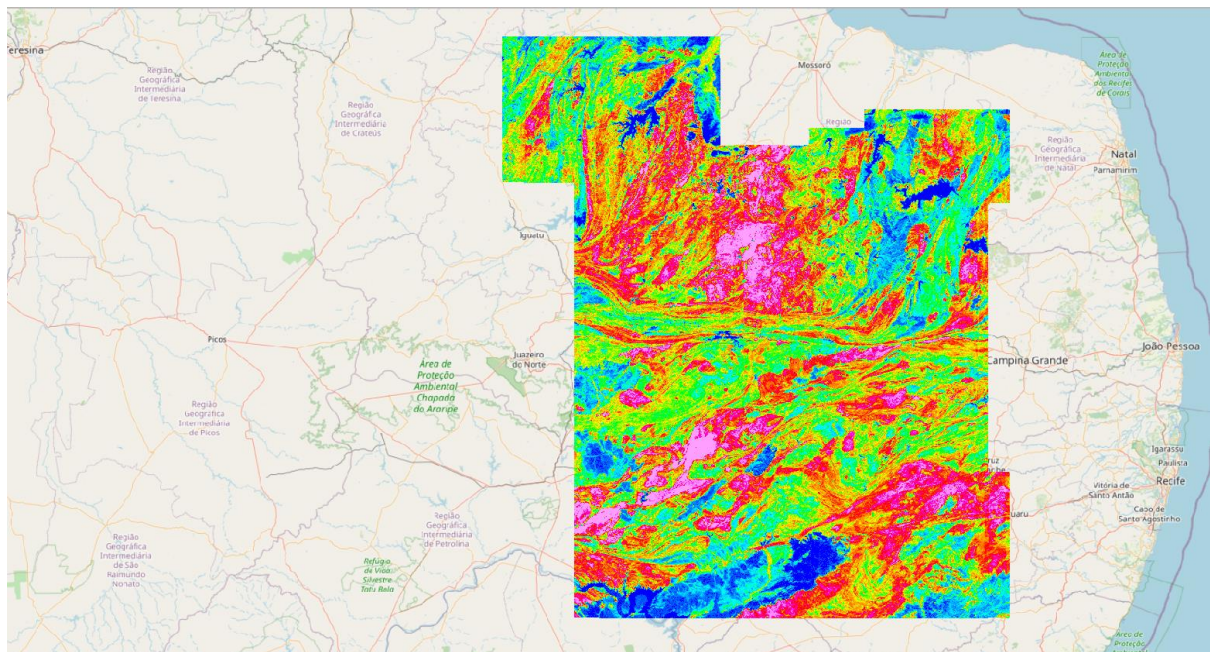 Teresina
Região
Geográfica
Intermediária
de Teresina
Região
Geográfica
Intermediária
de Crateús
Mossoró
Região
Área de
Proteção
Ambiental
dos Recifes
de Corais
Região
Geográfica
Intermediária
de Natal
Natal
Parnamirim
Iguatu
Picos
Juazeiro
do Norte
Área de
Proteção
Ambiental
Chapada
do Araripe
Campina Grande
João Pessoa
Região
Geográfica
Intermediária
de Picos
Igarassu
Paulista
Recife
Vitória de
Santo Antão
Cabo de
Santo Agostinho
uaru
Região
Geográfica
Intermediária
de Petrolina
Região
Geográfica
Intermediária
de São
Raimundo
Nonato
Refúgio
de Vida
Silvestre
Tatu Bola
Área de
Proteção